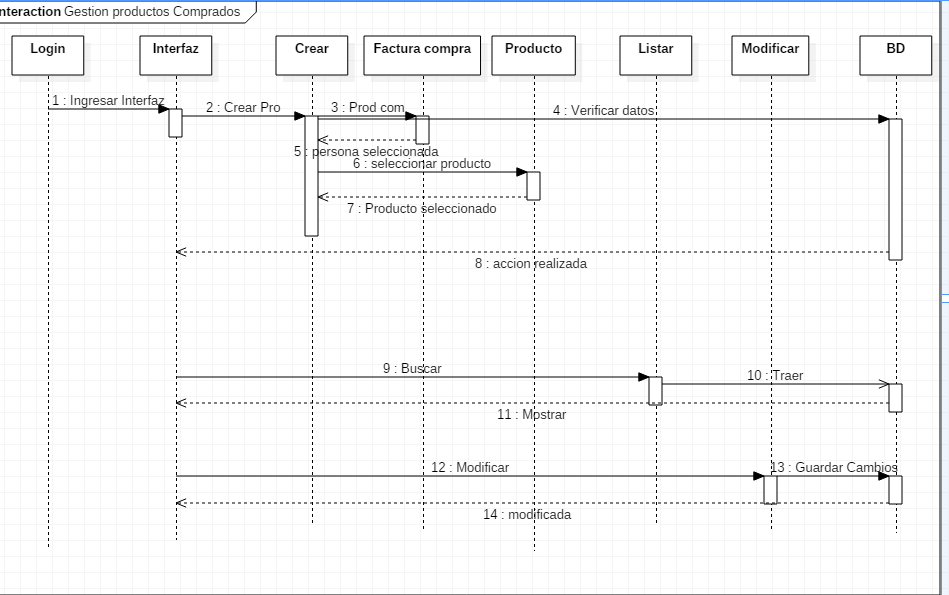 nteraction Gestion productos Comprados
Login
Interfaz
Crear
Factura compra
Producto
Listar
Modificar
BD
1 : Ingresar Interfaz
2 : Crear Pro
3 : Prod com
4 : Verificar datos
5 : persona seleccionada
6 : seleccionar producto
7 : Producto seleccionado
8 : accion realizada
9 : Buscar
10 : Traer
11 : Mostrar
12 : Modificar
13 : Guardar Cambios
14 : modificada